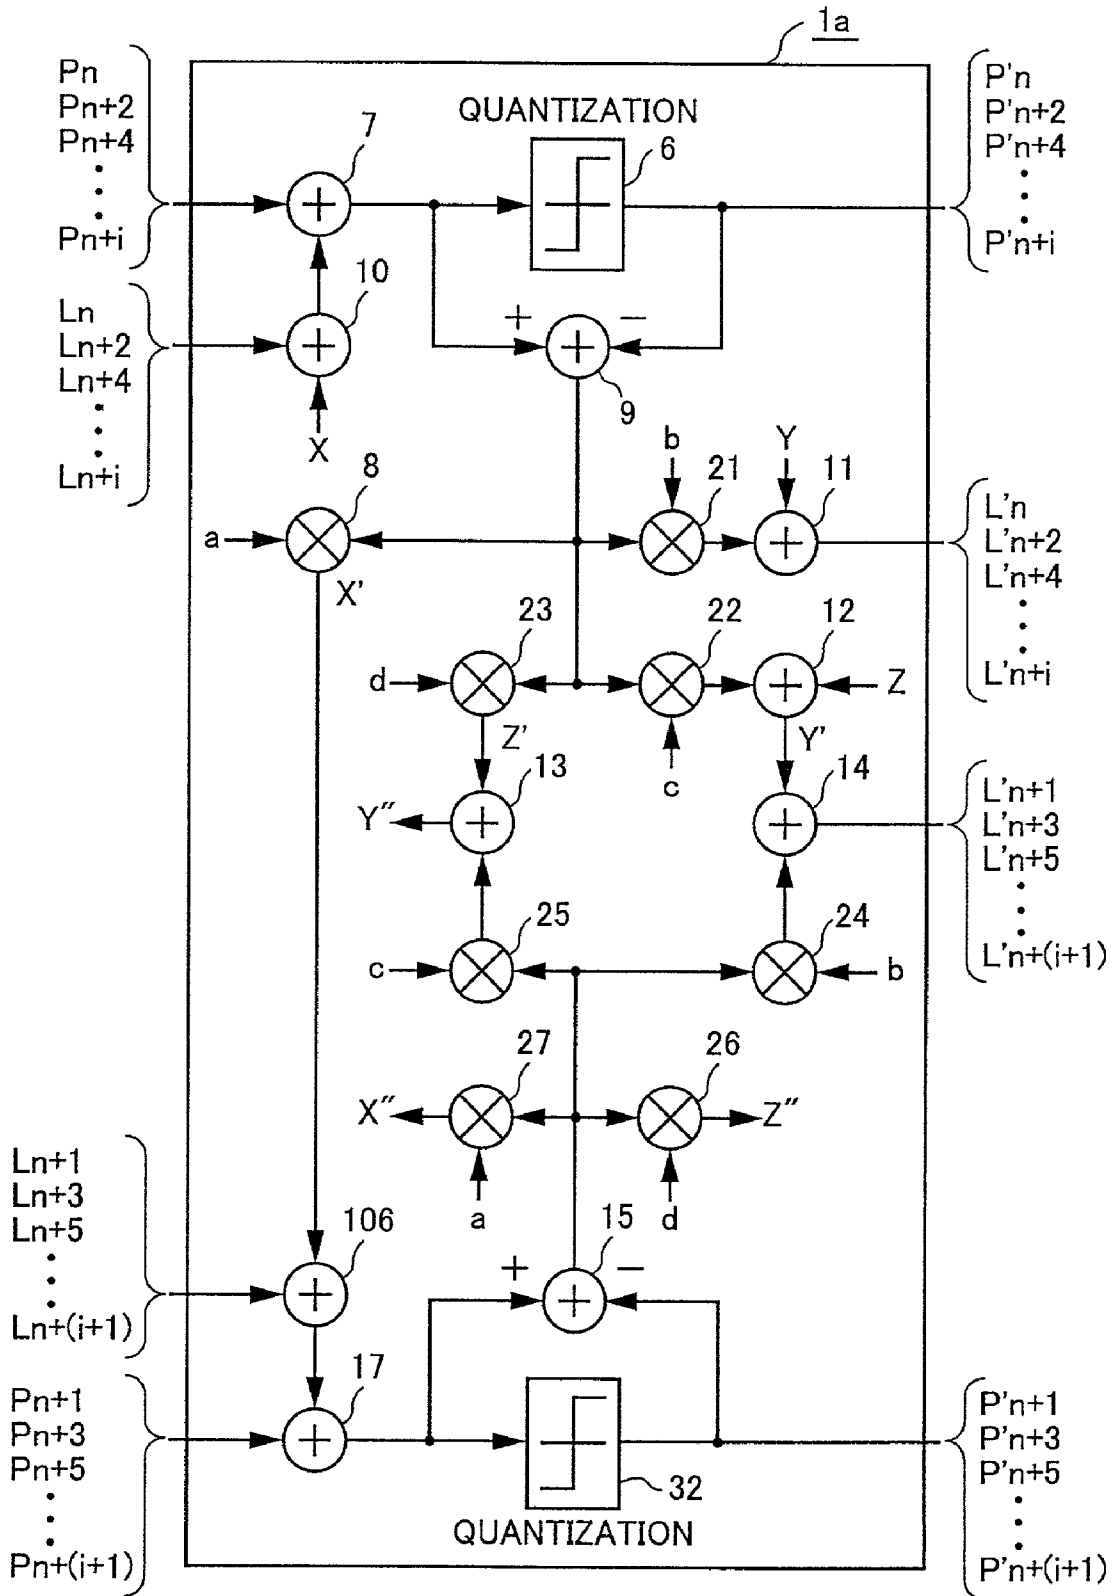 1a
Pn
Pn+2
Pn+4
Pn+i
P'n
P'n+2
P'n+4
P'n+i
QUANTIZATION
7
6
Ln
Ln+2
Ln+4
Ln+i
10
+
−
9
X
8
b
Y
21
11
a
X'
L'n
L'n+2
L'n+4
L'n+i
23
22
12
d
Z
Z'
Y'
c
13
14
Y″
L'n+1
L'n+3
L'n+5
L'n+(i+1)
25
24
c
b
27
26
X″
Z″
a
d
15
Ln+1
Ln+3
Ln+5
Ln+(i+1)
106
+
−
17
Pn+1
Pn+3
Pn+5
Pn+(i+1)
32
P'n+1
P'n+3
P'n+5
P'n+(i+1)
QUANTIZATION